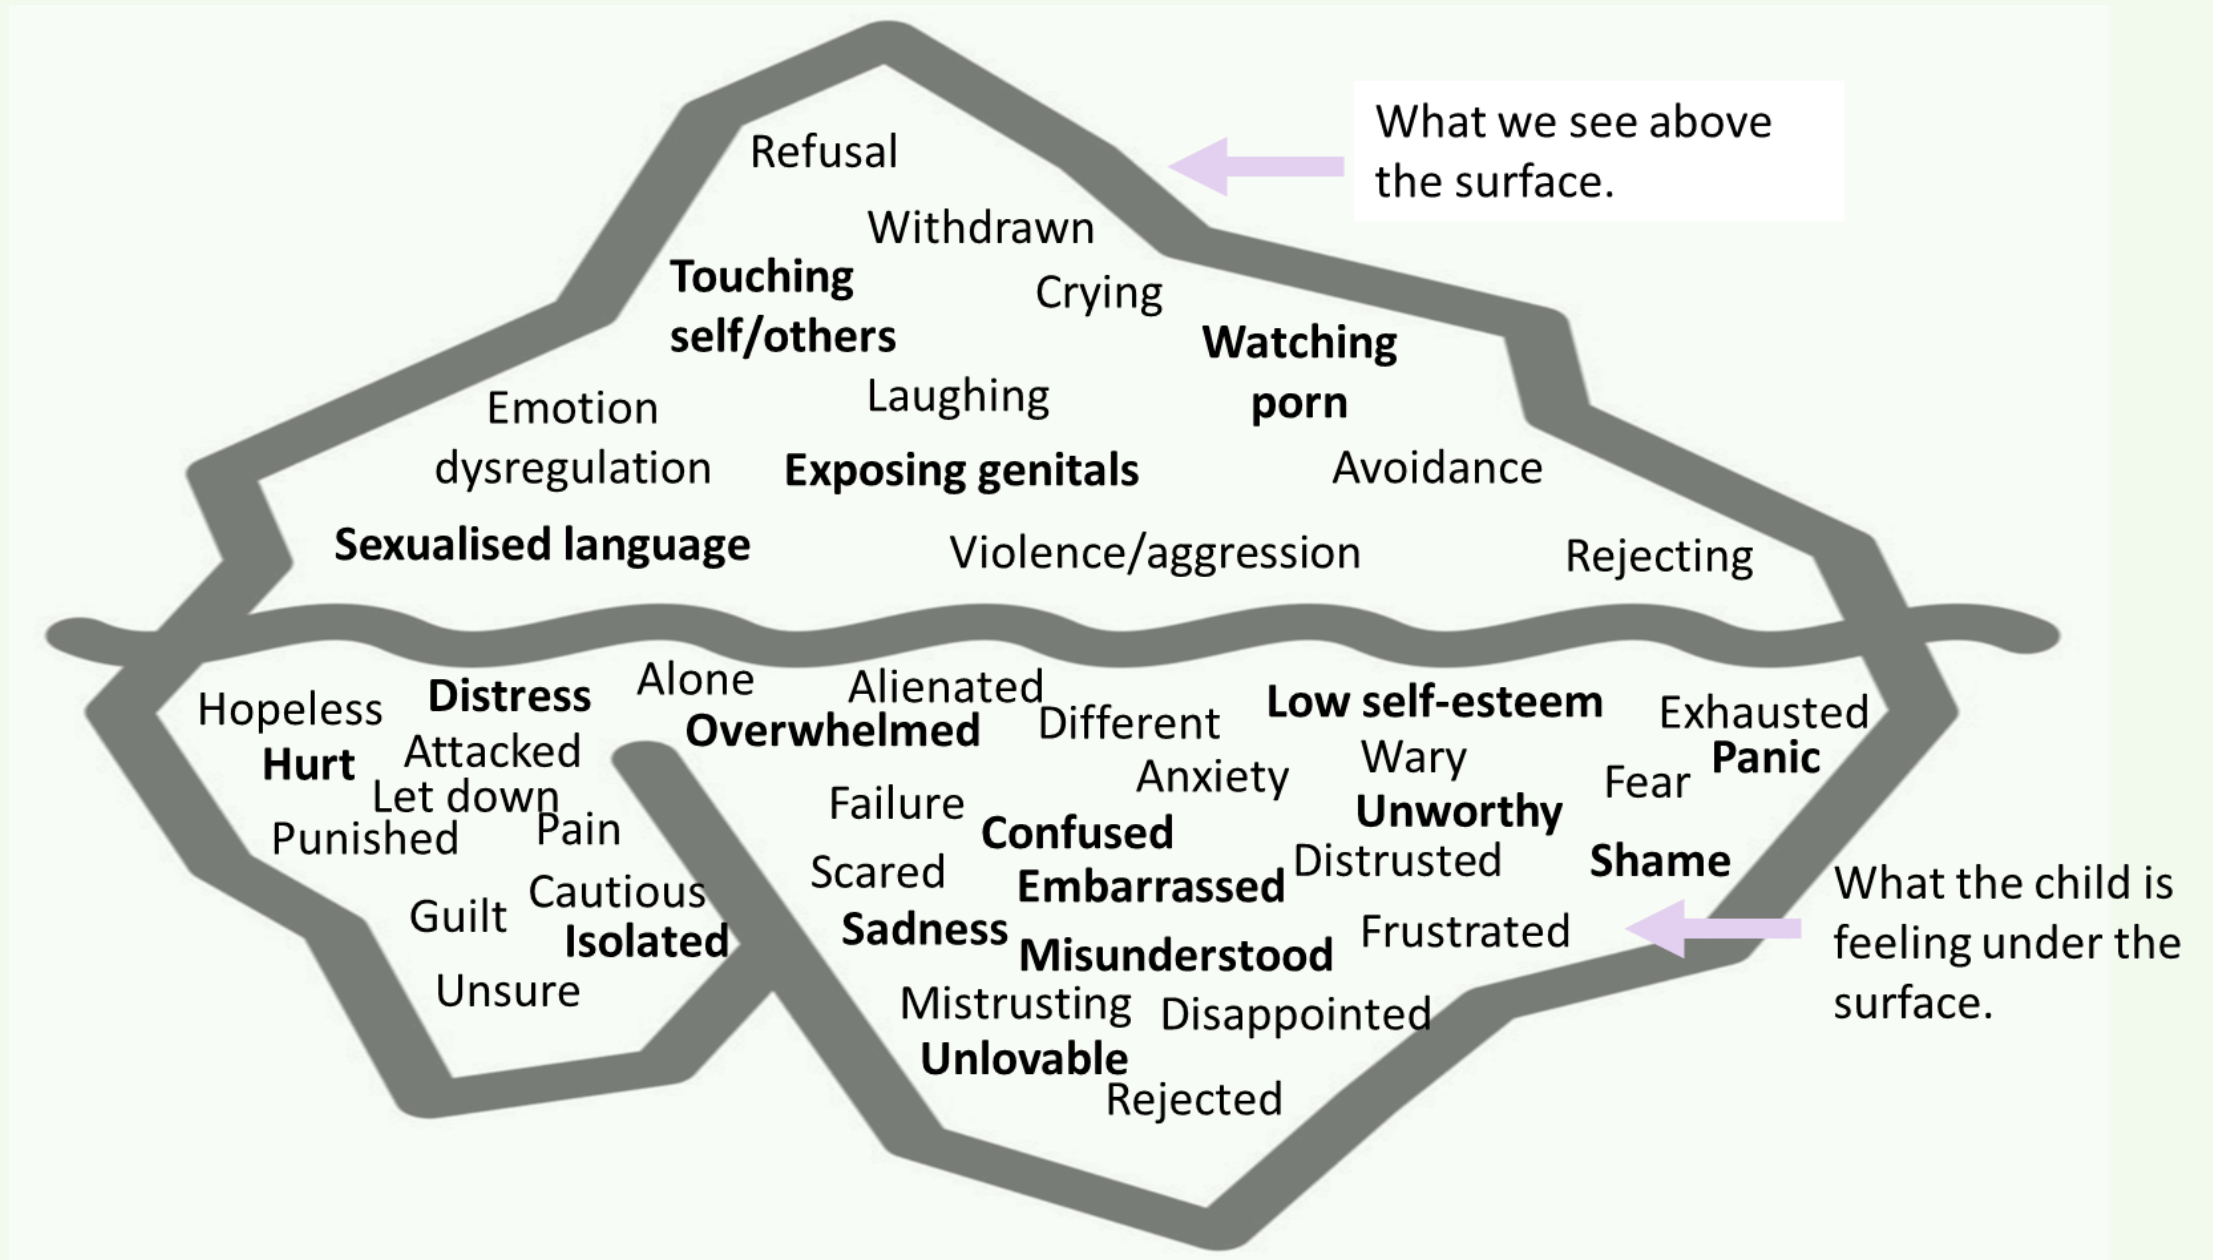 What we see above
the surface.
Refusal
Withdrawn
Touching
self/others
Crying
Watching
porn
Laughing
Emotion
dysregulation
Exposing genitals
Avoidance
Sexualised language
Violence/aggression
Rejecting
Hopeless
Distress
Alone
Alienated
Overwhelmed
Different
Low self-esteem
Exhausted
Hurt
Attacked
Let down
Punished
Pain
Anxiety
Wary
Fear
Panic
Failure
Confused
Unworthy
Scared
Embarrassed
Distrusted
Shame
Guilt
Cautious
Isolated
Unsure
Sadness
Misunderstood
Frustrated
Mistrusting
Disappointed
Unlovable
Rejected
What the child is
feeling under the
surface.